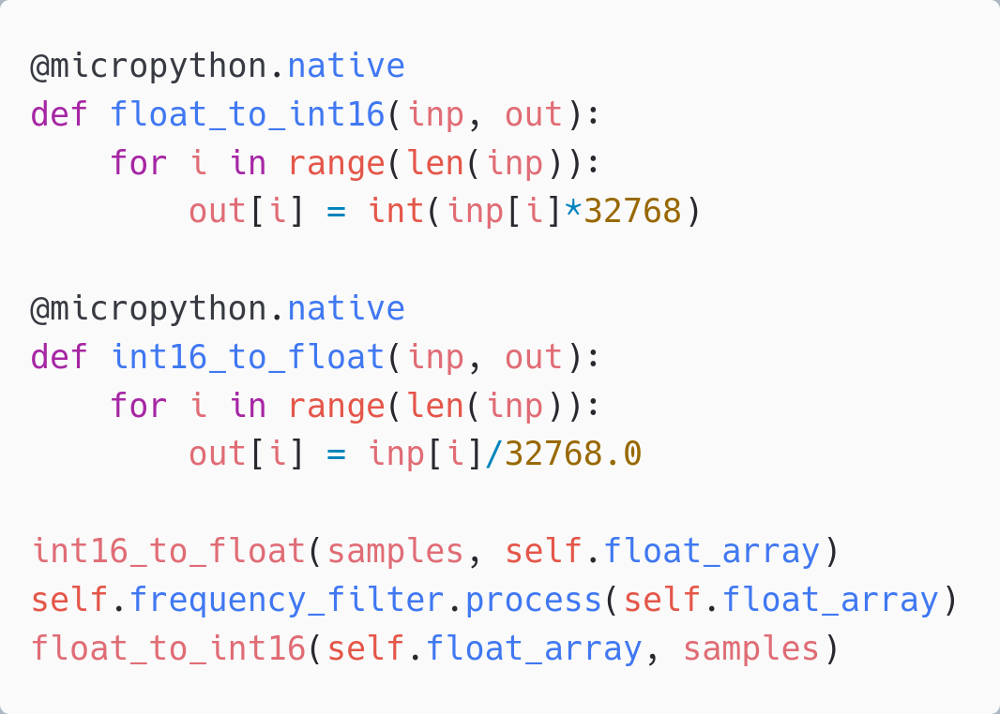 @micropython.native
def float_to_int16(inp, out):
    for i in range(len(inp)):
        out[i] = int(inp[i]*32768)

@micropython.native
def int16_to_float(inp, out):
    for i in range(len(inp)):
        out[i] = inp[i]/32768.0

int16_to_float(samples, self.float_array)
self.frequency_filter.process(self.float_array)
float_to_int16(self.float_array, samples)